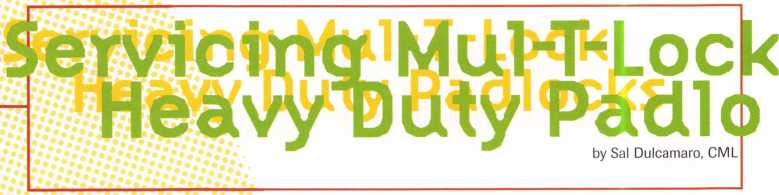 Servicing Mul-T-Lock
Heavy Duty Padlo
by Sal Dulcamaro, CML